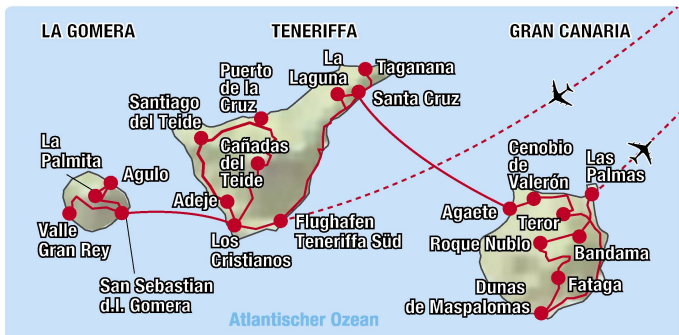 LA GOMERA
TENERIFFA
GRAN CANARIA
La
Laguna
Taganana
Santa Cruz
Puerto
de la
Cruz
Santiago
del Teide
Cañadas
del
Teide
La
Palmita
Agulo
Adeje
Valle
Gran Rey
Los
Cristianos
Flughafen
Teneriffa Süd
San Sebastian
d.l. Gomera
Cenobio
de
Valerón
Las
Palmas
Agaete
Teror
Roque Nublo
Bandama
Dunas
de Maspalomas
Fataga
Atlantischer Ozean